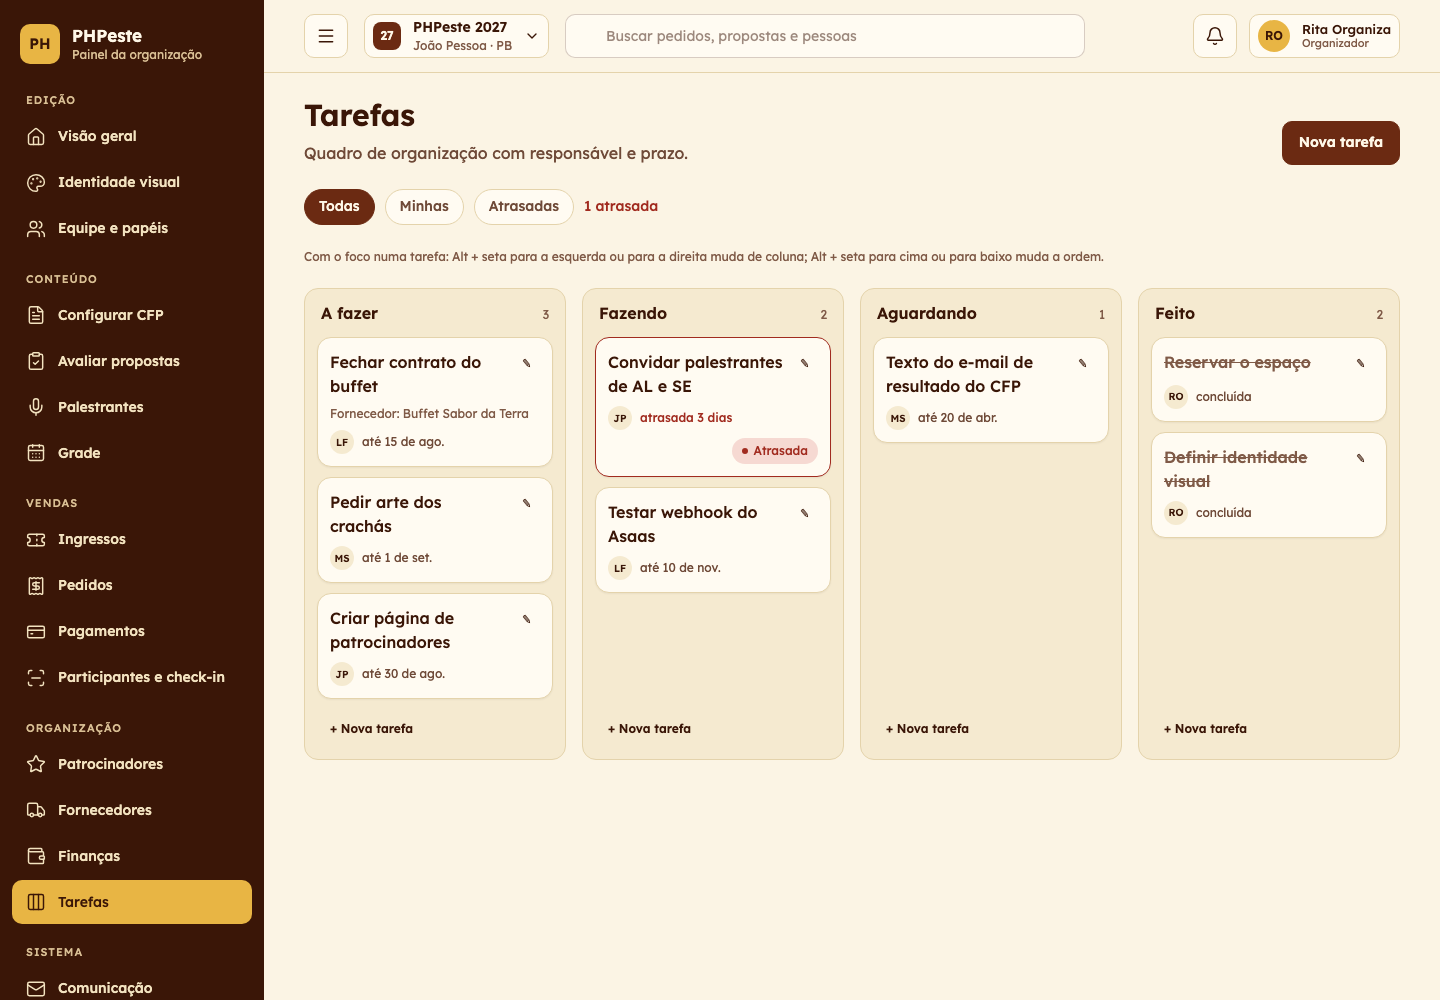 PH
PHPeste
Painel da organização
EDIÇÃO
Visão geral
Identidade visual
Equipe e papéis
CONTEÚDO
Configurar CFP
Avaliar propostas
Palestrantes
Grade
VENDAS
Ingressos
Pedidos
Pagamentos
Participantes e check-in
ORGANIZAÇÃO
Patrocinadores
Fornecedores
Finanças
Tarefas
SISTEMA
Comunicação
27
PHPeste 2027
João Pessoa · PB
Buscar pedidos, propostas e pessoas
RO
Rita Organiza
Organizador
Tarefas
Quadro de organização com responsável e prazo.
Nova tarefa
Todas
Minhas
Atrasadas
1 atrasada
Com o foco numa tarefa: Alt + seta para a esquerda ou para a direita muda de coluna; Alt + seta para cima ou para baixo muda a ordem.
A fazer
3
Fechar contrato do
buffet
Fornecedor: Buffet Sabor da Terra
LF
até 15 de ago.
Pedir arte dos
crachás
MS
até 1 de set.
Criar página de
patrocinadores
JP
até 30 de ago.
+ Nova tarefa
Fazendo
2
Convidar palestrantes
de AL e SE
JP
atrasada 3 dias
Atrasada
Testar webhook do
Asaas
LF
até 10 de nov.
+ Nova tarefa
Aguardando
1
Texto do e-mail de
resultado do CFP
MS
até 20 de abr.
+ Nova tarefa
Feito
2
Reservar o espaço
RO
concluída
Definir identidade
visual
RO
concluída
+ Nova tarefa